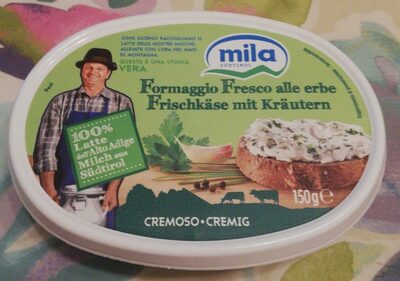 OGNI GIORNO RACCOGLIAMO IL
LATTE DELLE NOSTRE MUCCHE,
ALLEVATE CON CURA NEI MASI
DI MONTAGNA.
QUESTA È UNA STORIA
VERA.
Paul
mila
SÜDTIROL
Formaggio Fresco alle erbe
Frischkäse mit Kräutern
100%
Latte
dell'Alto Adige
Milch aus
Südtirol
150g℮
CREMOSO • CREMIG